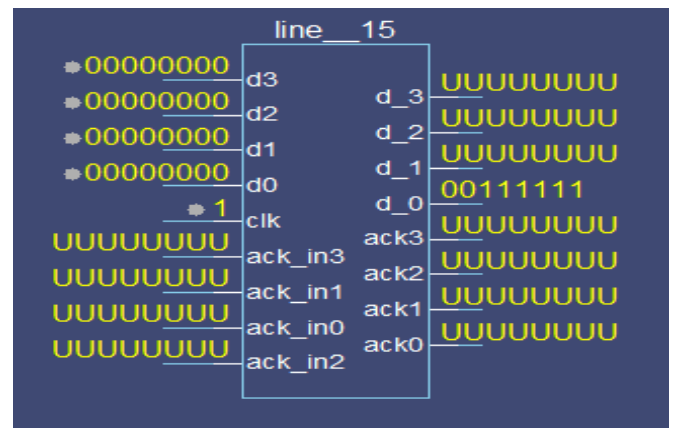 line__15
00000000
d3
00000000
d2
00000000
d1
00000000
d0
1
clk
UUUUUUUU
ack_in3
UUUUUUUU
ack_in1
UUUUUUUU
ack_in0
UUUUUUUU
ack_in2
UUUUUUUU
d_3
UUUUUUUU
d_2
UUUUUUUU
d_1
00111111
d_0
UUUUUUUU
ack3
UUUUUUUU
ack2
UUUUUUUU
ack1
UUUUUUUU
ack0